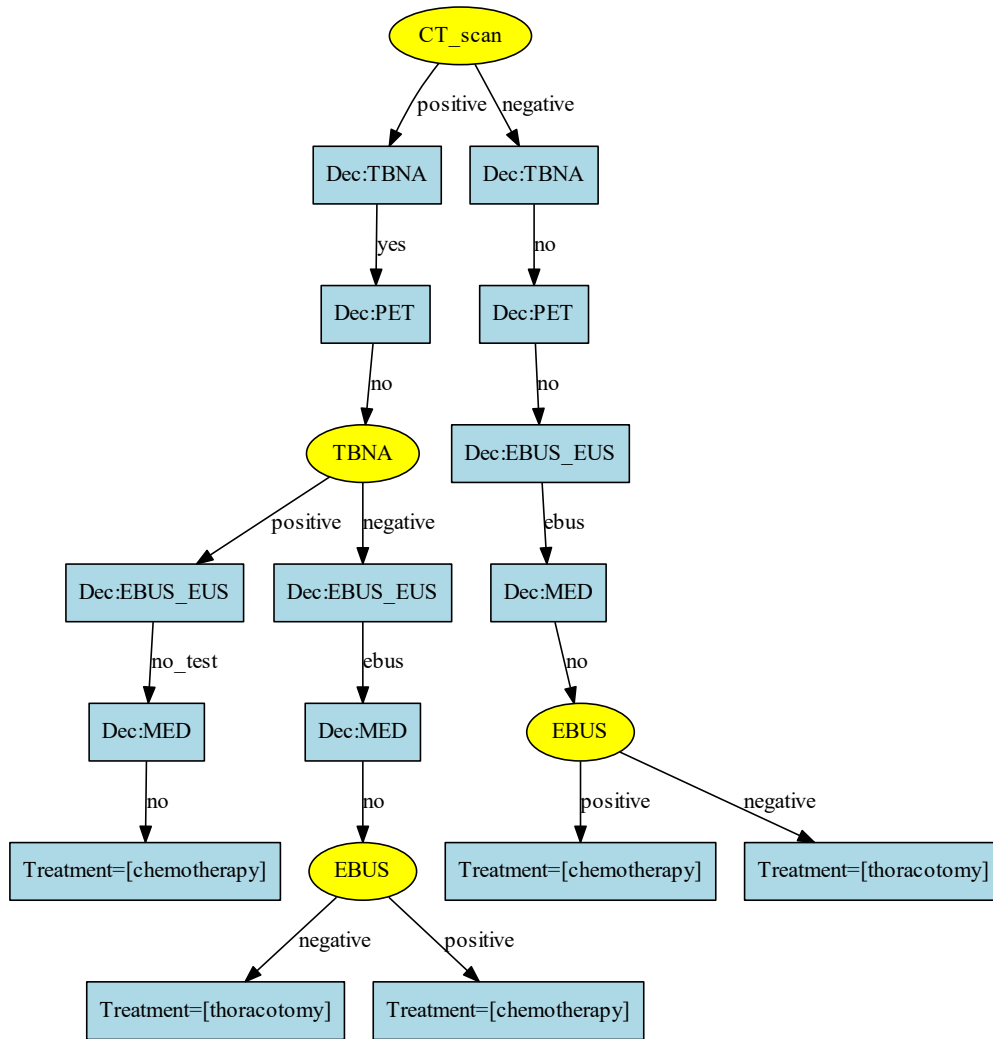 CT_scan
positive
negative
Dec:TBNA
Dec:TBNA
yes
no
Dec:PET
Dec:PET
no
no
TBNA
Dec:EBUS_EUS
positive
negative
ebus
Dec:EBUS_EUS
Dec:EBUS_EUS
Dec:MED
no_test
ebus
no
Dec:MED
Dec:MED
EBUS
no
no
positive
negative
Treatment=[chemotherapy]
EBUS
Treatment=[chemotherapy]
Treatment=[thoracotomy]
negative
positive
Treatment=[thoracotomy]
Treatment=[chemotherapy]